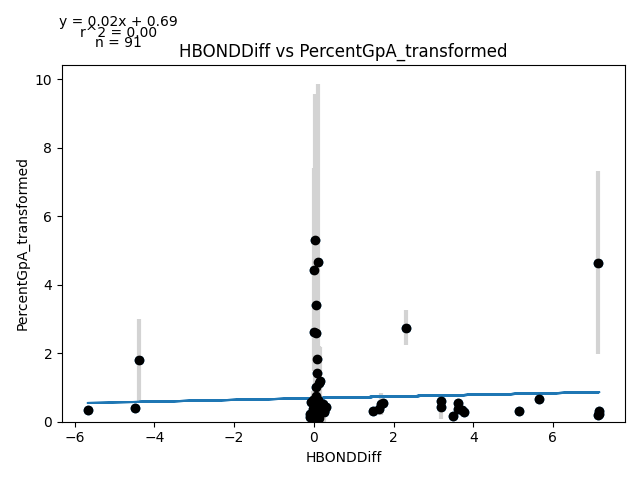 y = 0.02x + 0.69
r^2 = 0.00
n = 91
HBONDDiff vs PercentGpA_transformed
PercentGpA_transformed
10
8
6
4
2
0
−6
−4
−2
0
2
4
6
HBONDDiff